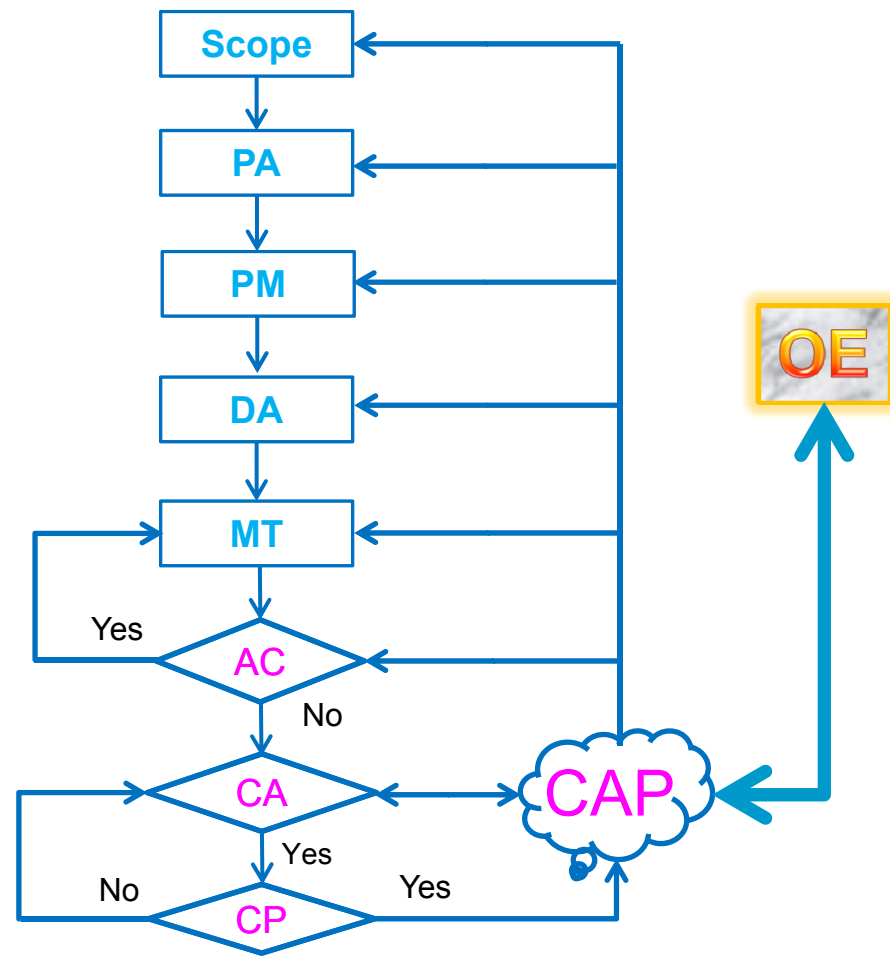 Scope
PA
PM
OE
DA
MT
Yes
AC
No
CA
CAP
Yes
No
Yes
CP